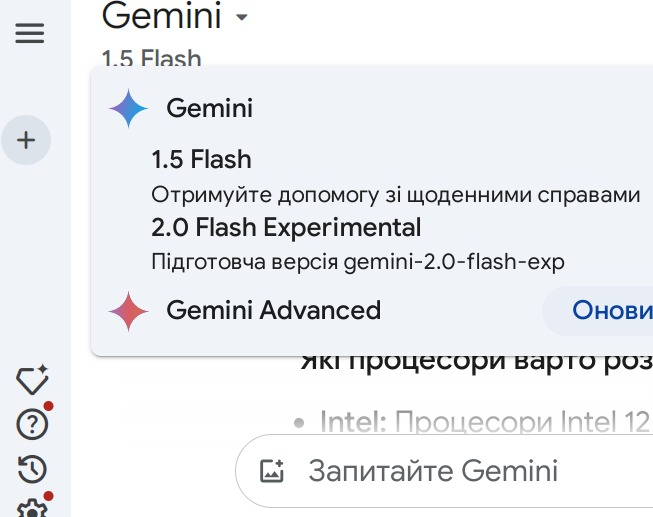 Gemini
1.5 Flash
Gemini
1.5 Flash
Отримуйте допомогу зі щоденними справами
2.0 Flash Experimental
Підготовча версія gemini-2.0-flash-exp
Gemini Advanced
Онови
Які процесори варто роз
Intel: Процесори Intel 12
Запитайте Gemini